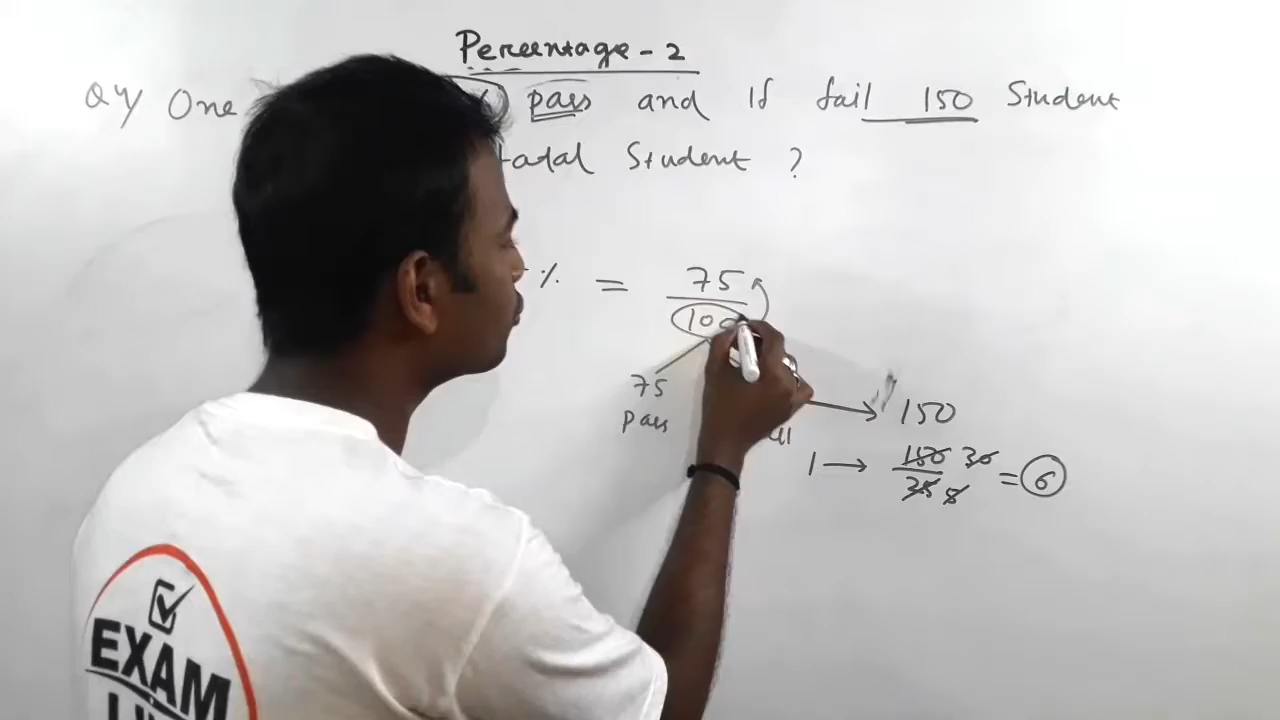 Percentage - 2
Q4 One % pass and If fail 150 Student
total Student ?
% = 75
100
75
pass
150
1 → 150 30 = 6
25 5
EXAM